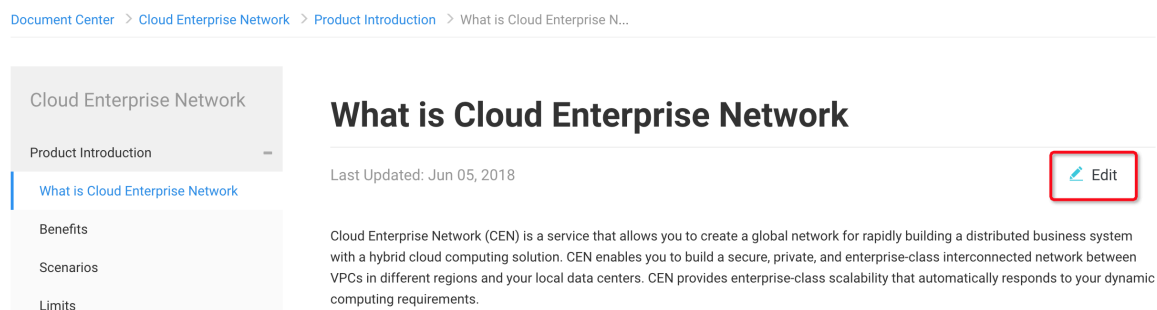 Document Center > Cloud Enterprise Network > Product Introduction > What is Cloud Enterprise N...
Cloud Enterprise Network
Product Introduction
What is Cloud Enterprise Network
Benefits
Scenarios
Limits
What is Cloud Enterprise Network
Last Updated: Jun 05, 2018
Edit
Cloud Enterprise Network (CEN) is a service that allows you to create a global network for rapidly building a distributed business system
with a hybrid cloud computing solution. CEN enables you to build a secure, private, and enterprise-class interconnected network between
VPCs in different regions and your local data centers. CEN provides enterprise-class scalability that automatically responds to your dynamic
computing requirements.